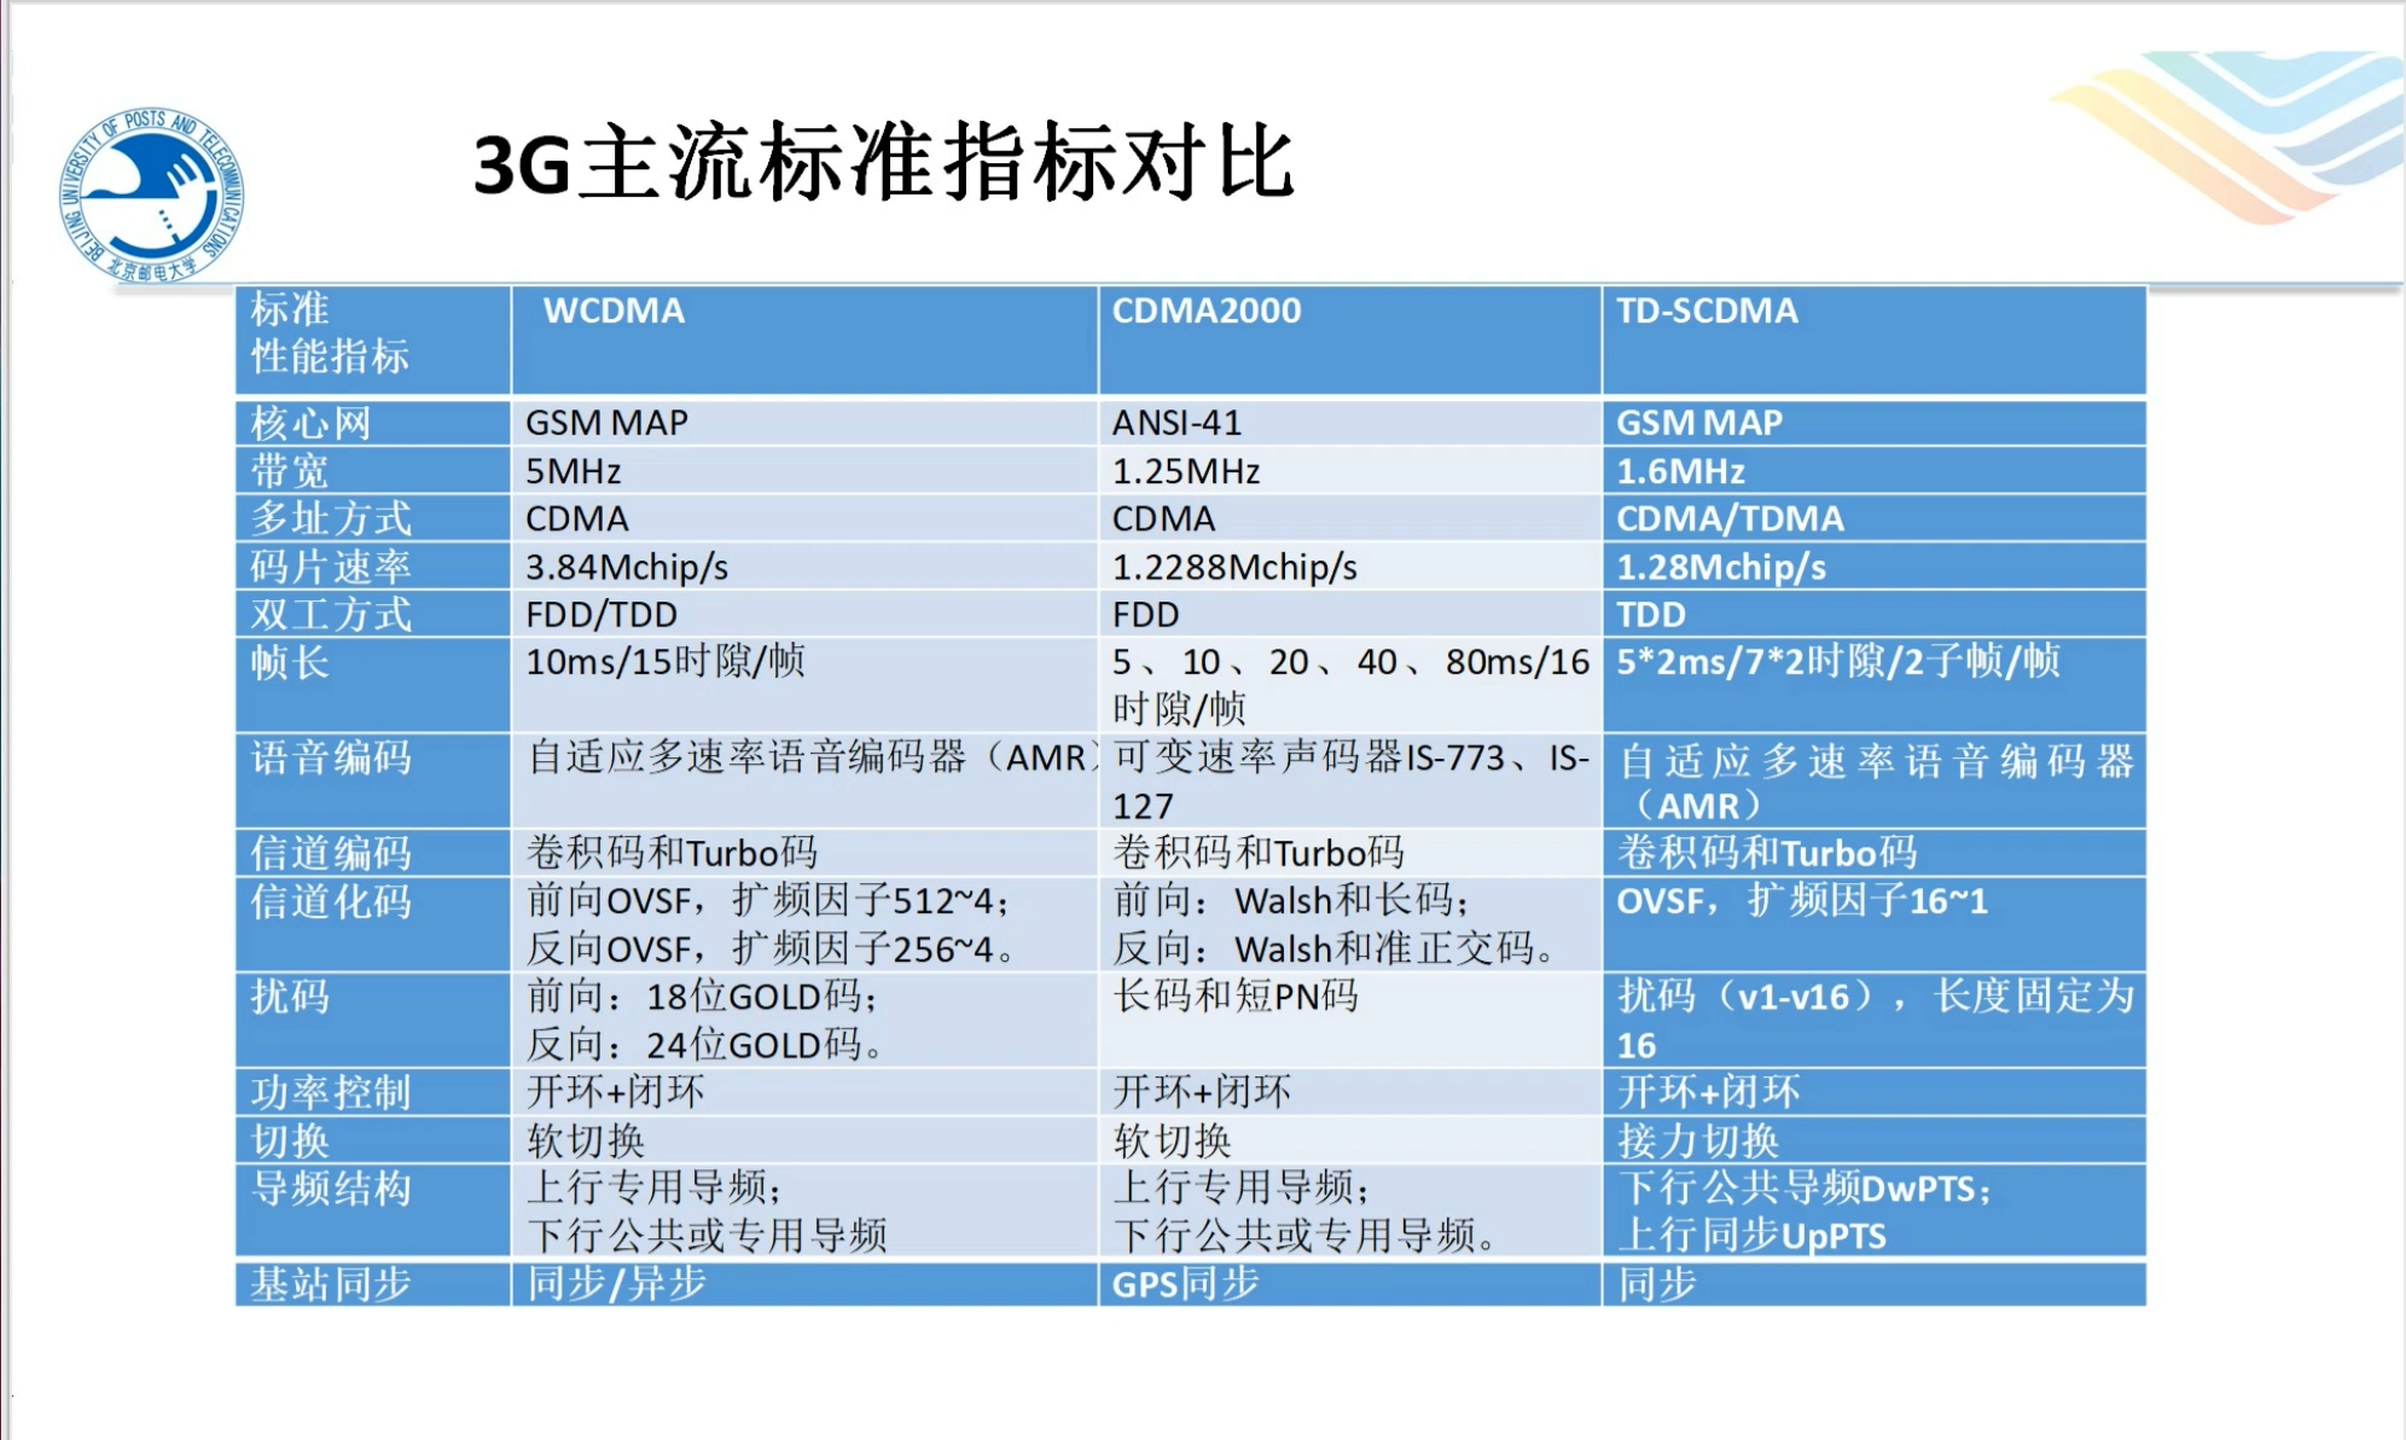 BEIJING UNIVERSITY OF POSTS AND TELECOMMUNICATIONS
北京邮电大学
3G主流标准指标对比
标准
性能指标
WCDMA
CDMA2000
TD-SCDMA
核心网
GSM MAP
ANSI-41
GSM MAP
带宽
5MHz
1.25MHz
1.6MHz
多址方式
CDMA
CDMA
CDMA/TDMA
码片速率
3.84Mchip/s
1.2288Mchip/s
1.28Mchip/s
双工方式
FDD/TDD
FDD
TDD
帧长
10ms/15时隙/帧
5、10、20、40、80ms/16
时隙/帧
5*2ms/7*2时隙/2子帧/帧
语音编码
自适应多速率语音编码器（AMR）
可变速率声码器IS-773、IS-
127
自适应多速率语音编码器
（AMR）
信道编码
卷积码和Turbo码
卷积码和Turbo码
卷积码和Turbo码
信道化码
前向OVSF，扩频因子512~4；
反向OVSF，扩频因子256~4。
前向：Walsh和长码；
反向：Walsh和准正交码。
OVSF，扩频因子16~1
扰码
前向：18位GOLD码；
反向：24位GOLD码。
长码和短PN码
扰码（v1-v16），长度固定为
16
功率控制
开环+闭环
开环+闭环
开环+闭环
切换
软切换
软切换
接力切换
导频结构
上行专用导频；
下行公共或专用导频
上行专用导频；
下行公共或专用导频。
下行公共导频DwPTS；
上行同步UpPTS
基站同步
同步/异步
GPS同步
同步